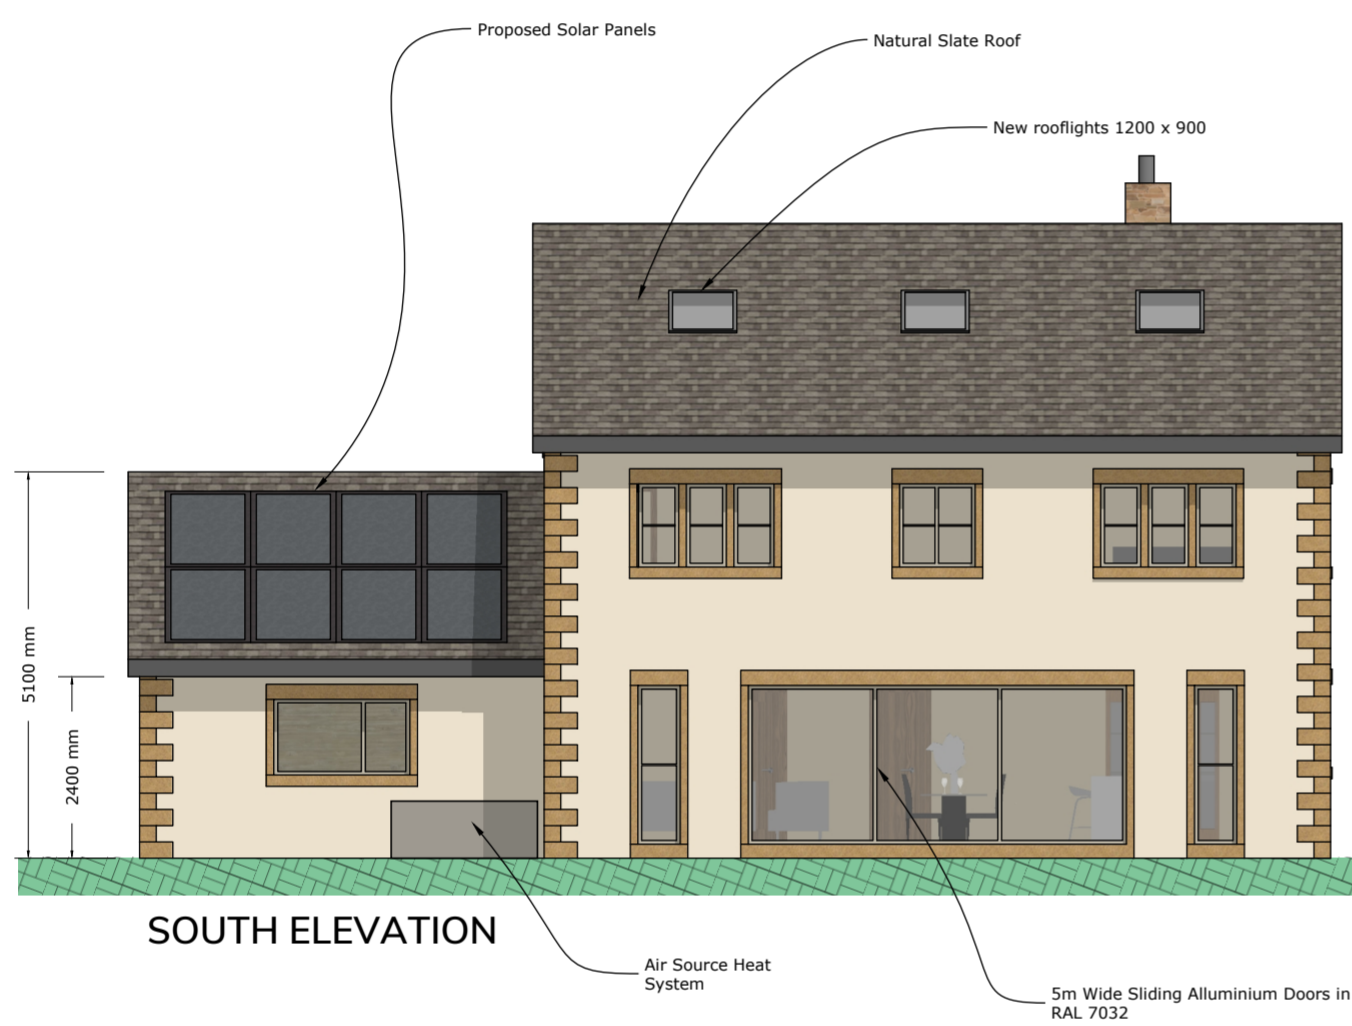 Proposed Solar Panels
Natural Slate Roof
New rooflights 1200 x 900
5100 mm
2400 mm
SOUTH ELEVATION
Air Source Heat
System
5m Wide Sliding Alluminium Doors in
RAL 7032